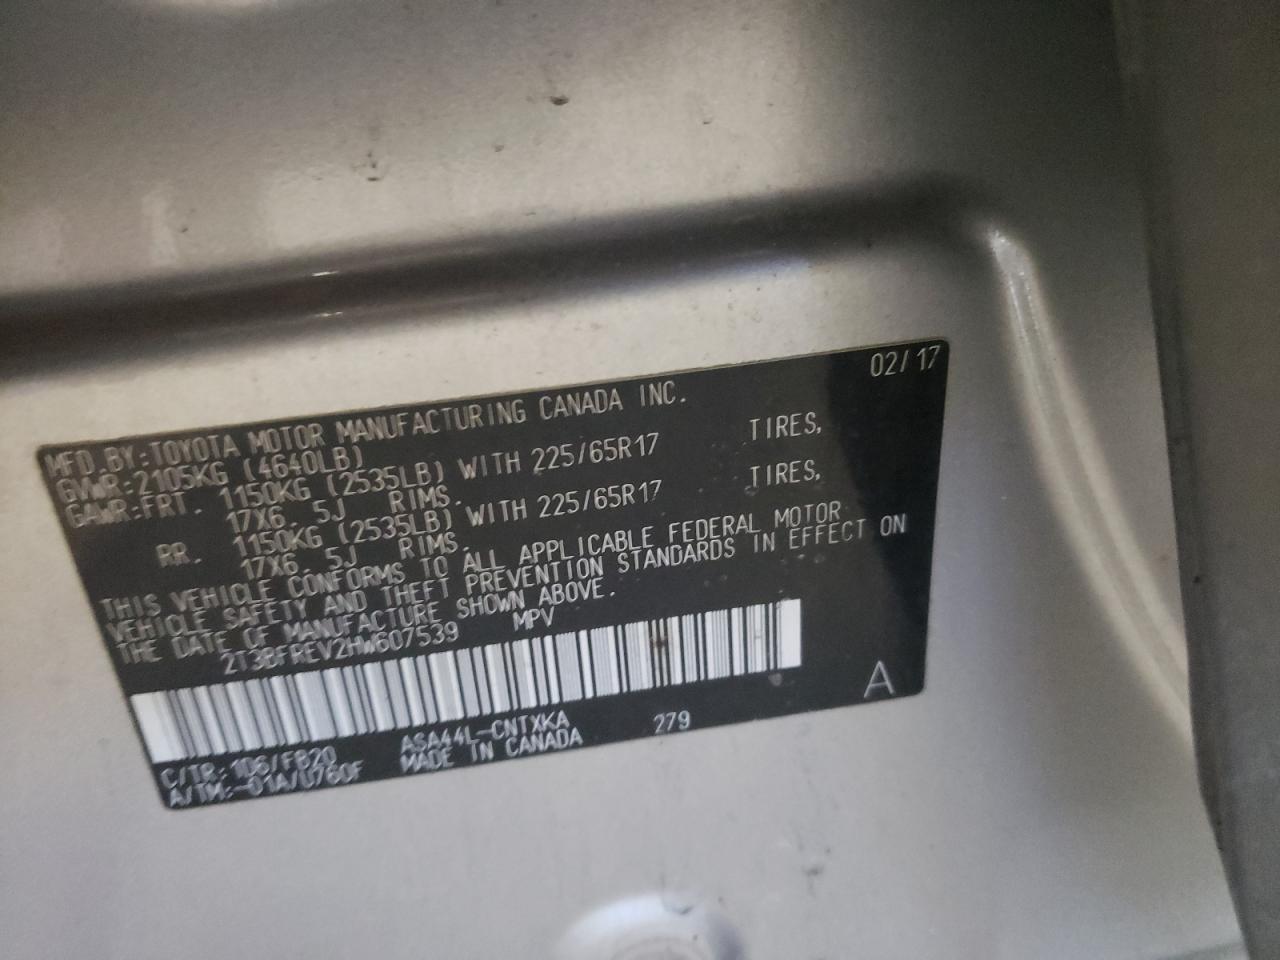 02/17
MFD.BY:TOYOTA MOTOR MANUFACTURING CANADA INC.
GVWR:2105KG (4640LB)
GAWR:FRT. 1150KG (2535LB) WITH 225/65R17 TIRES,
17X6.5J RIMS.
RR. 1150KG (2535LB) WITH 225/65R17 TIRES,
17X6.5J RIMS.
THIS VEHICLE CONFORMS TO ALL APPLICABLE FEDERAL MOTOR
VEHICLE SAFETY AND THEFT PREVENTION STANDARDS IN EFFECT ON
THE DATE OF MANUFACTURE SHOWN ABOVE.
2T3BFREV2HW607539 MPV
A
C/TR:1D6/FB20 ASA44L-CNTXKA 279
A/TM:-01A/U760F MADE IN CANADA